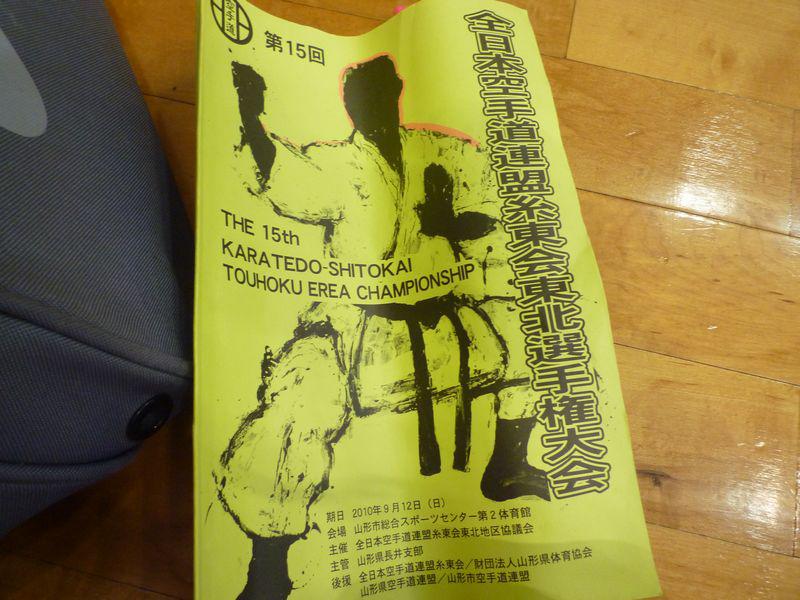 空手道
第15回
全日本空手道連盟糸東会東北選手権大会
THE 15th
KARATEDO-SHITOKAI
TOUHOKU EREA CHAMPIONSHIP
期日 2010年9月12日（日）
会場 山形市総合スポーツセンター第2体育館
主催 全日本空手道連盟糸東会東北地区協議会
主管 山形県長井支部
後援 全日本空手道連盟糸東会／財団法人山形県体育協会
山形県空手道連盟／山形市空手道連盟